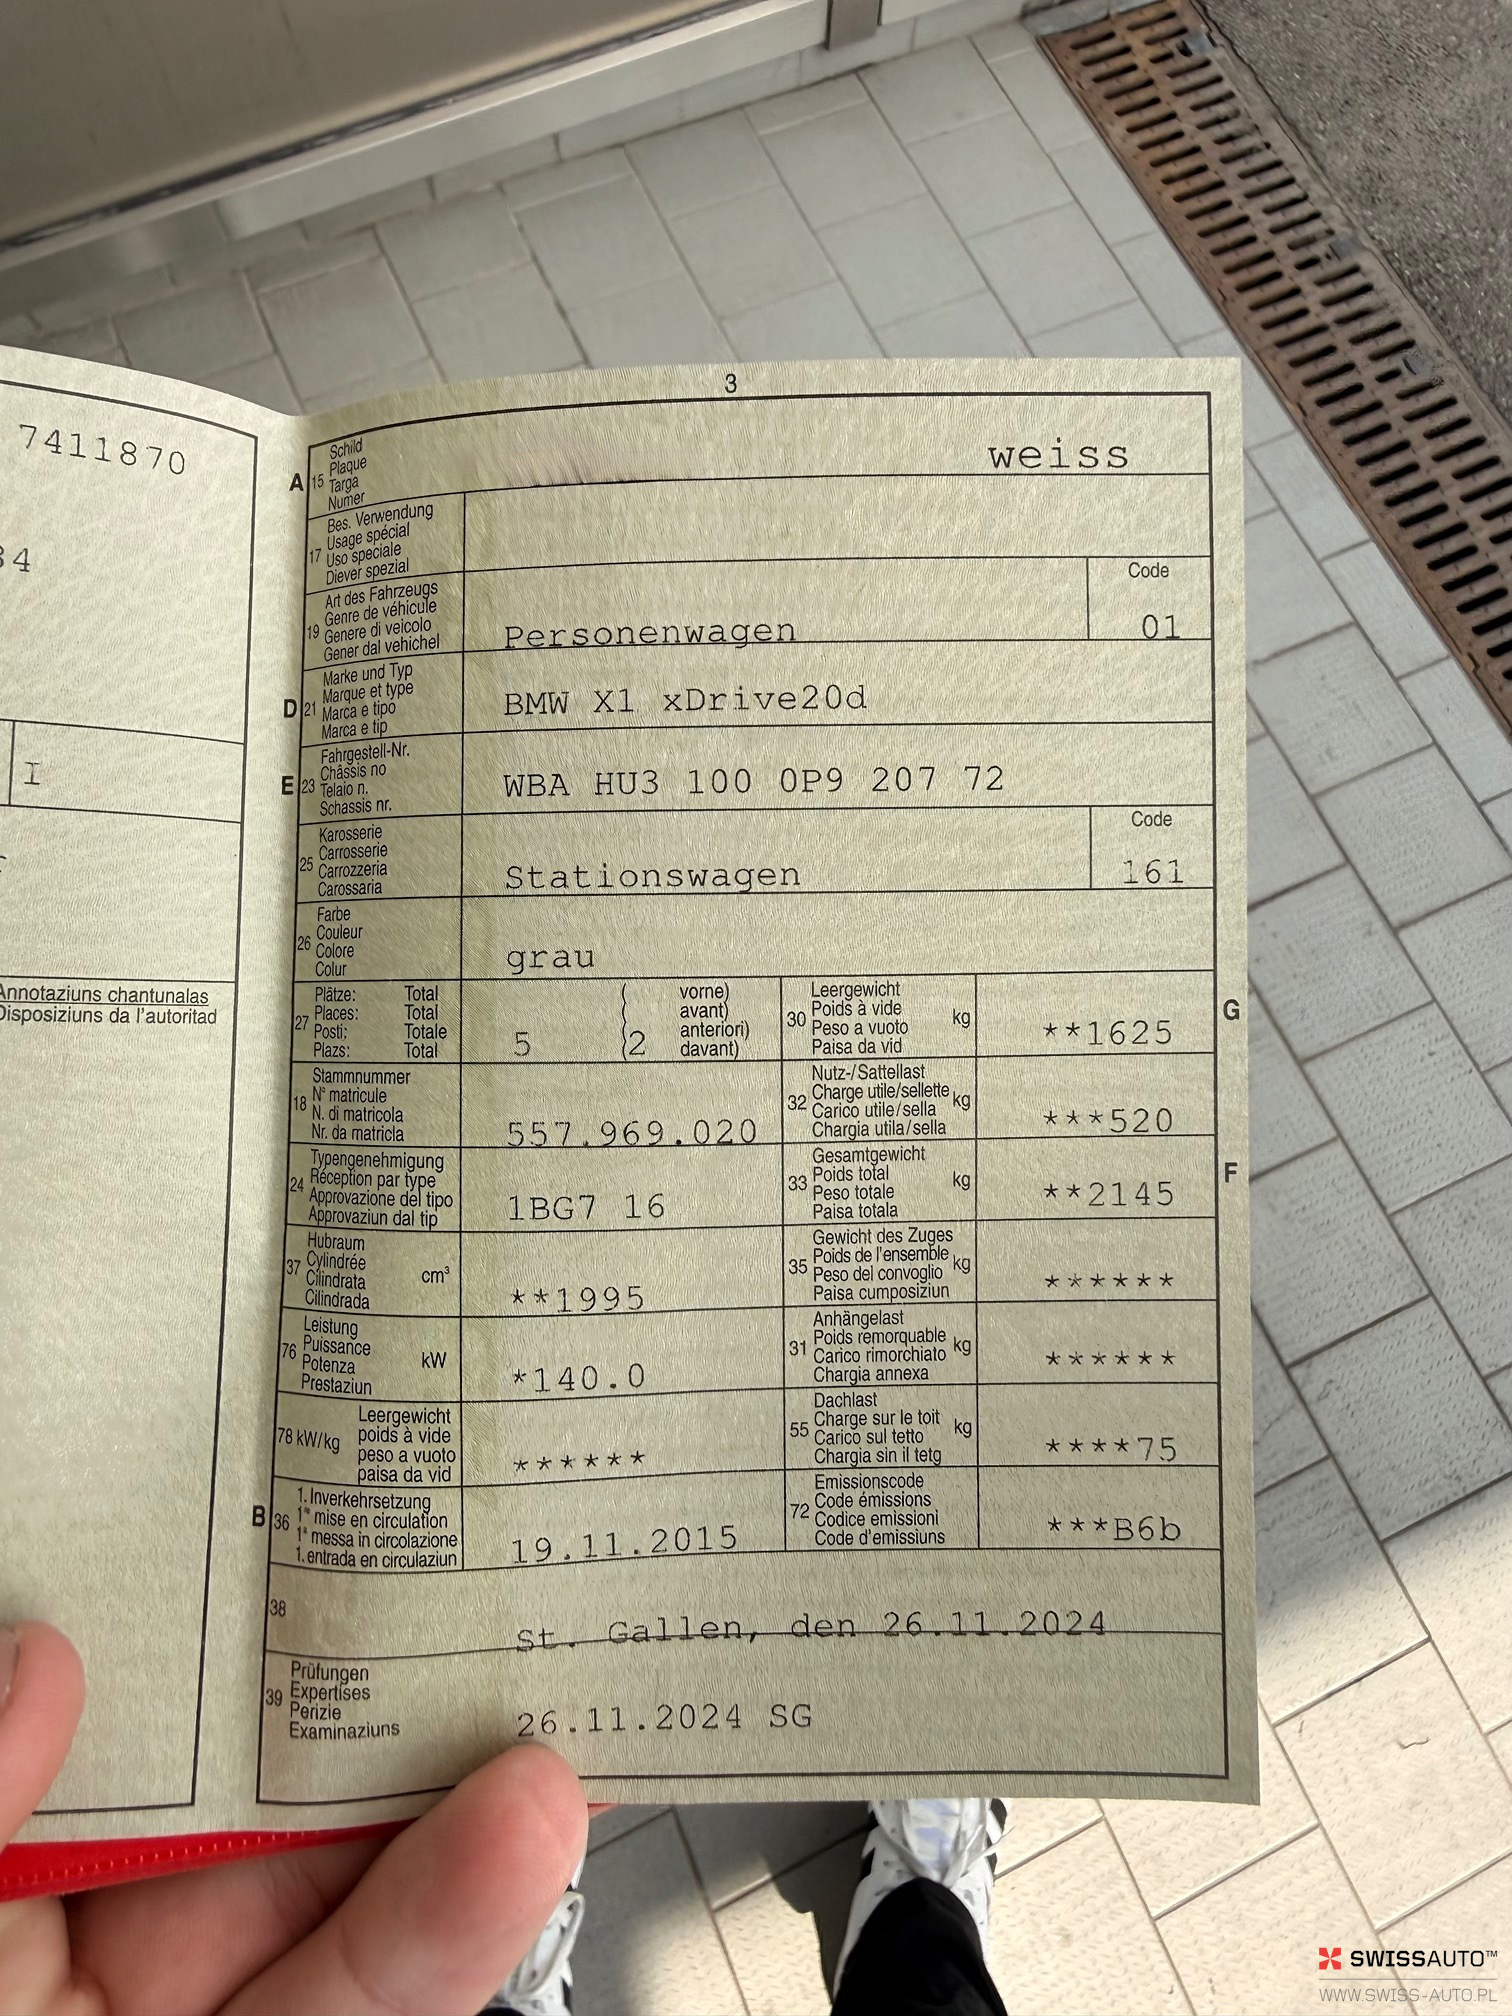 7411870
34
I
Annotaziuns chantunalas
Disposiziuns da l'autoritad
3
A 15 Schild
Plaque
Targa
Numer
weiss
17 Bes. Verwendung
Usage spécial
Uso speciale
Diever spezial
19 Art des Fahrzeugs
Genre de véhicule
Genere di veicolo
Gener dal vehichel
Personenwagen
Code
01
D 21 Marke und Typ
Marque et type
Marca e tipo
Marca e tip
BMW X1 xDrive20d
E 23 Fahrgestell-Nr.
Châssis no
Telaio n.
Schassis nr.
WBA HU3 100 0P9 207 72
25 Karosserie
Carrosserie
Carrozzeria
Carossaria
Stationswagen
Code
161
26 Farbe
Couleur
Colore
Colur
grau
27 Plätze: Total
Places: Total
Posti: Totale
Plazs: Total
5 (2 vorne)
avant)
anteriori)
davant)
30 Leergewicht
Poids à vide
Peso a vuoto
Paisa da vid
kg
**1625
G
18 Stammnummer
N° matricule
N. di matricola
Nr. da matricla
557.969.020
32 Nutz-/Sattellast
Charge utile/sellette
Carico utile/sella
Chargia utila/sella
kg
***520
24 Typengenehmigung
Réception par type
Approvazione del tipo
Approvaziun dal tip
1BG7 16
33 Gesamtgewicht
Poids total
Peso totale
Paisa totala
kg
**2145
F
37 Hubraum
Cylindrée
Cilindrata
Cilindrada
cm³
**1995
35 Gewicht des Zuges
Poids de l'ensemble
Peso del convoglio
Paisa cumposiziun
kg
******
76 Leistung
Puissance
Potenza
Prestaziun
kW
*140.0
31 Anhängelast
Poids remorquable
Carico rimorchiato
Chargia annexa
kg
******
78 kW/kg Leergewicht
poids à vide
peso a vuoto
paisa da vid
******
55 Dachlast
Charge sur le toit
Carico sul tetto
Chargia sin il tetg
kg
****75
B 36 1. Inverkehrsetzung
1re mise en circulation
1a messa in circolazione
1. entrada en circulaziun
19.11.2015
72 Emissionscode
Code émissions
Codice emissioni
Code d'emissiuns
***B6b
38
St. Gallen, den 26.11.2024
39 Prüfungen
Expertises
Perizie
Examinaziuns
26.11.2024 SG
SWISSAUTO™
WWW.SWISS-AUTO.PL